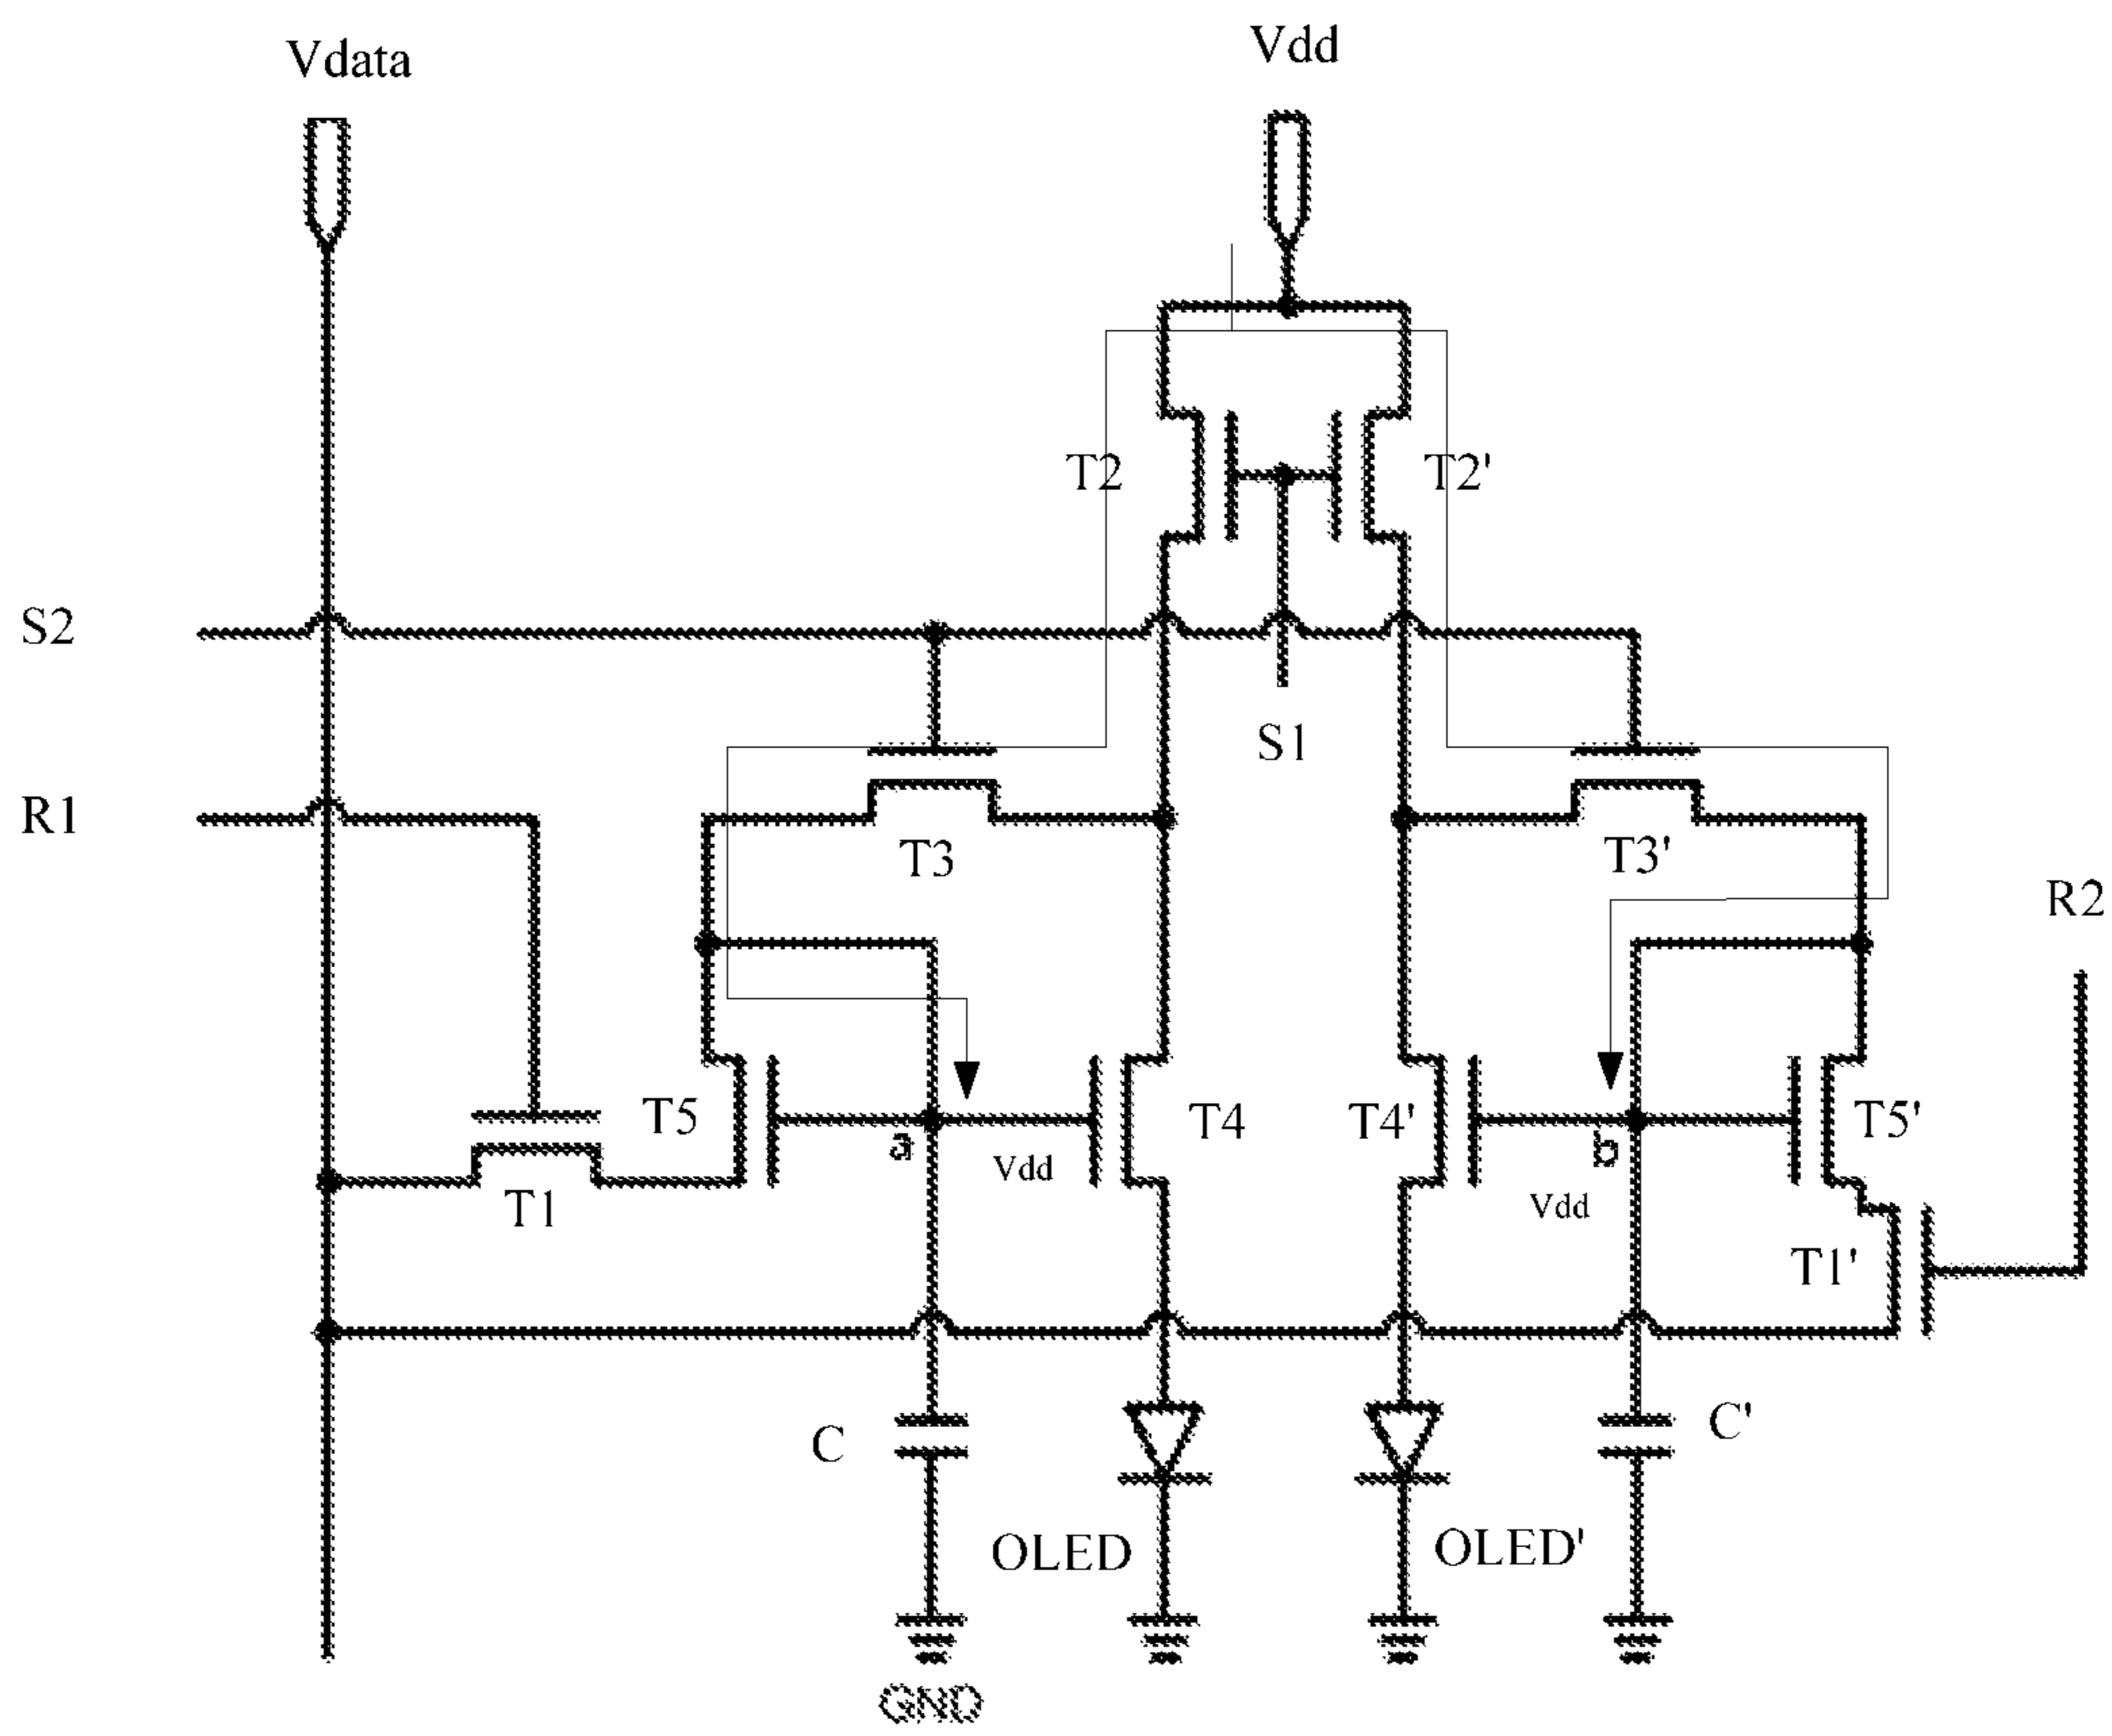 Vdata
Vdd
T2
T2'
S2
S1
R1
T3
T3'
R2
T5
a
Vdd
T4
T4'
b
Vdd
T5'
T1
T1'
C
C'
OLED
OLED'
GND